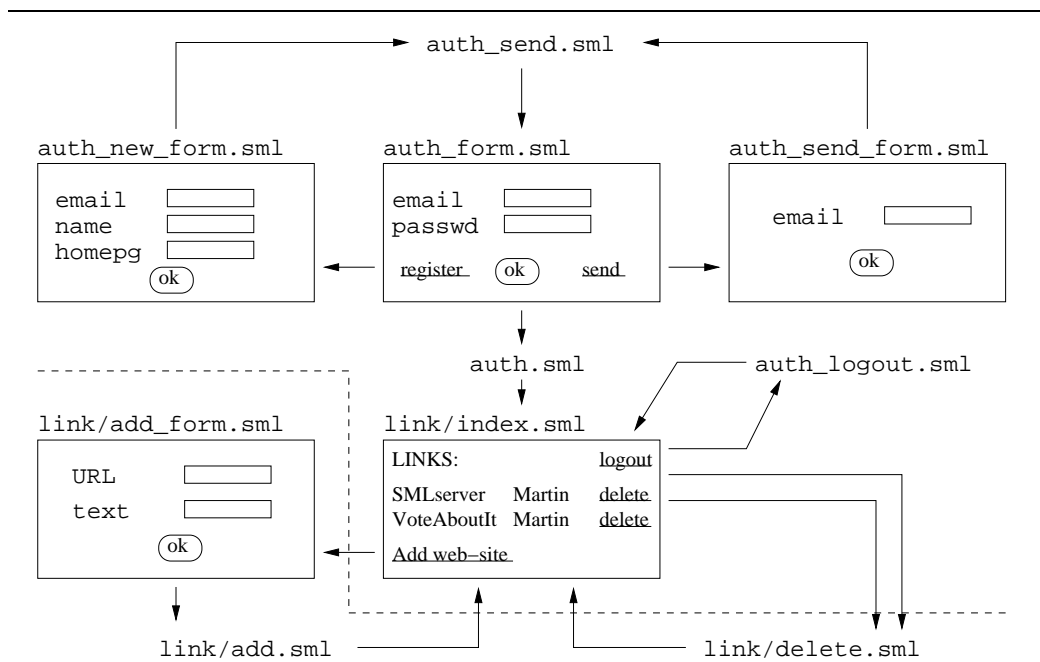 auth_send.sml
auth_new_form.sml
email
name
homepg
ok
auth_form.sml
email
passwd
register ok send
auth_send_form.sml
email
ok
auth.sml
auth_logout.sml
link/add_form.sml
URL
text
ok
link/index.sml
LINKS: logout
SMLserver Martin delete
VoteAboutIt Martin delete
Add web−site
link/add.sml
link/delete.sml